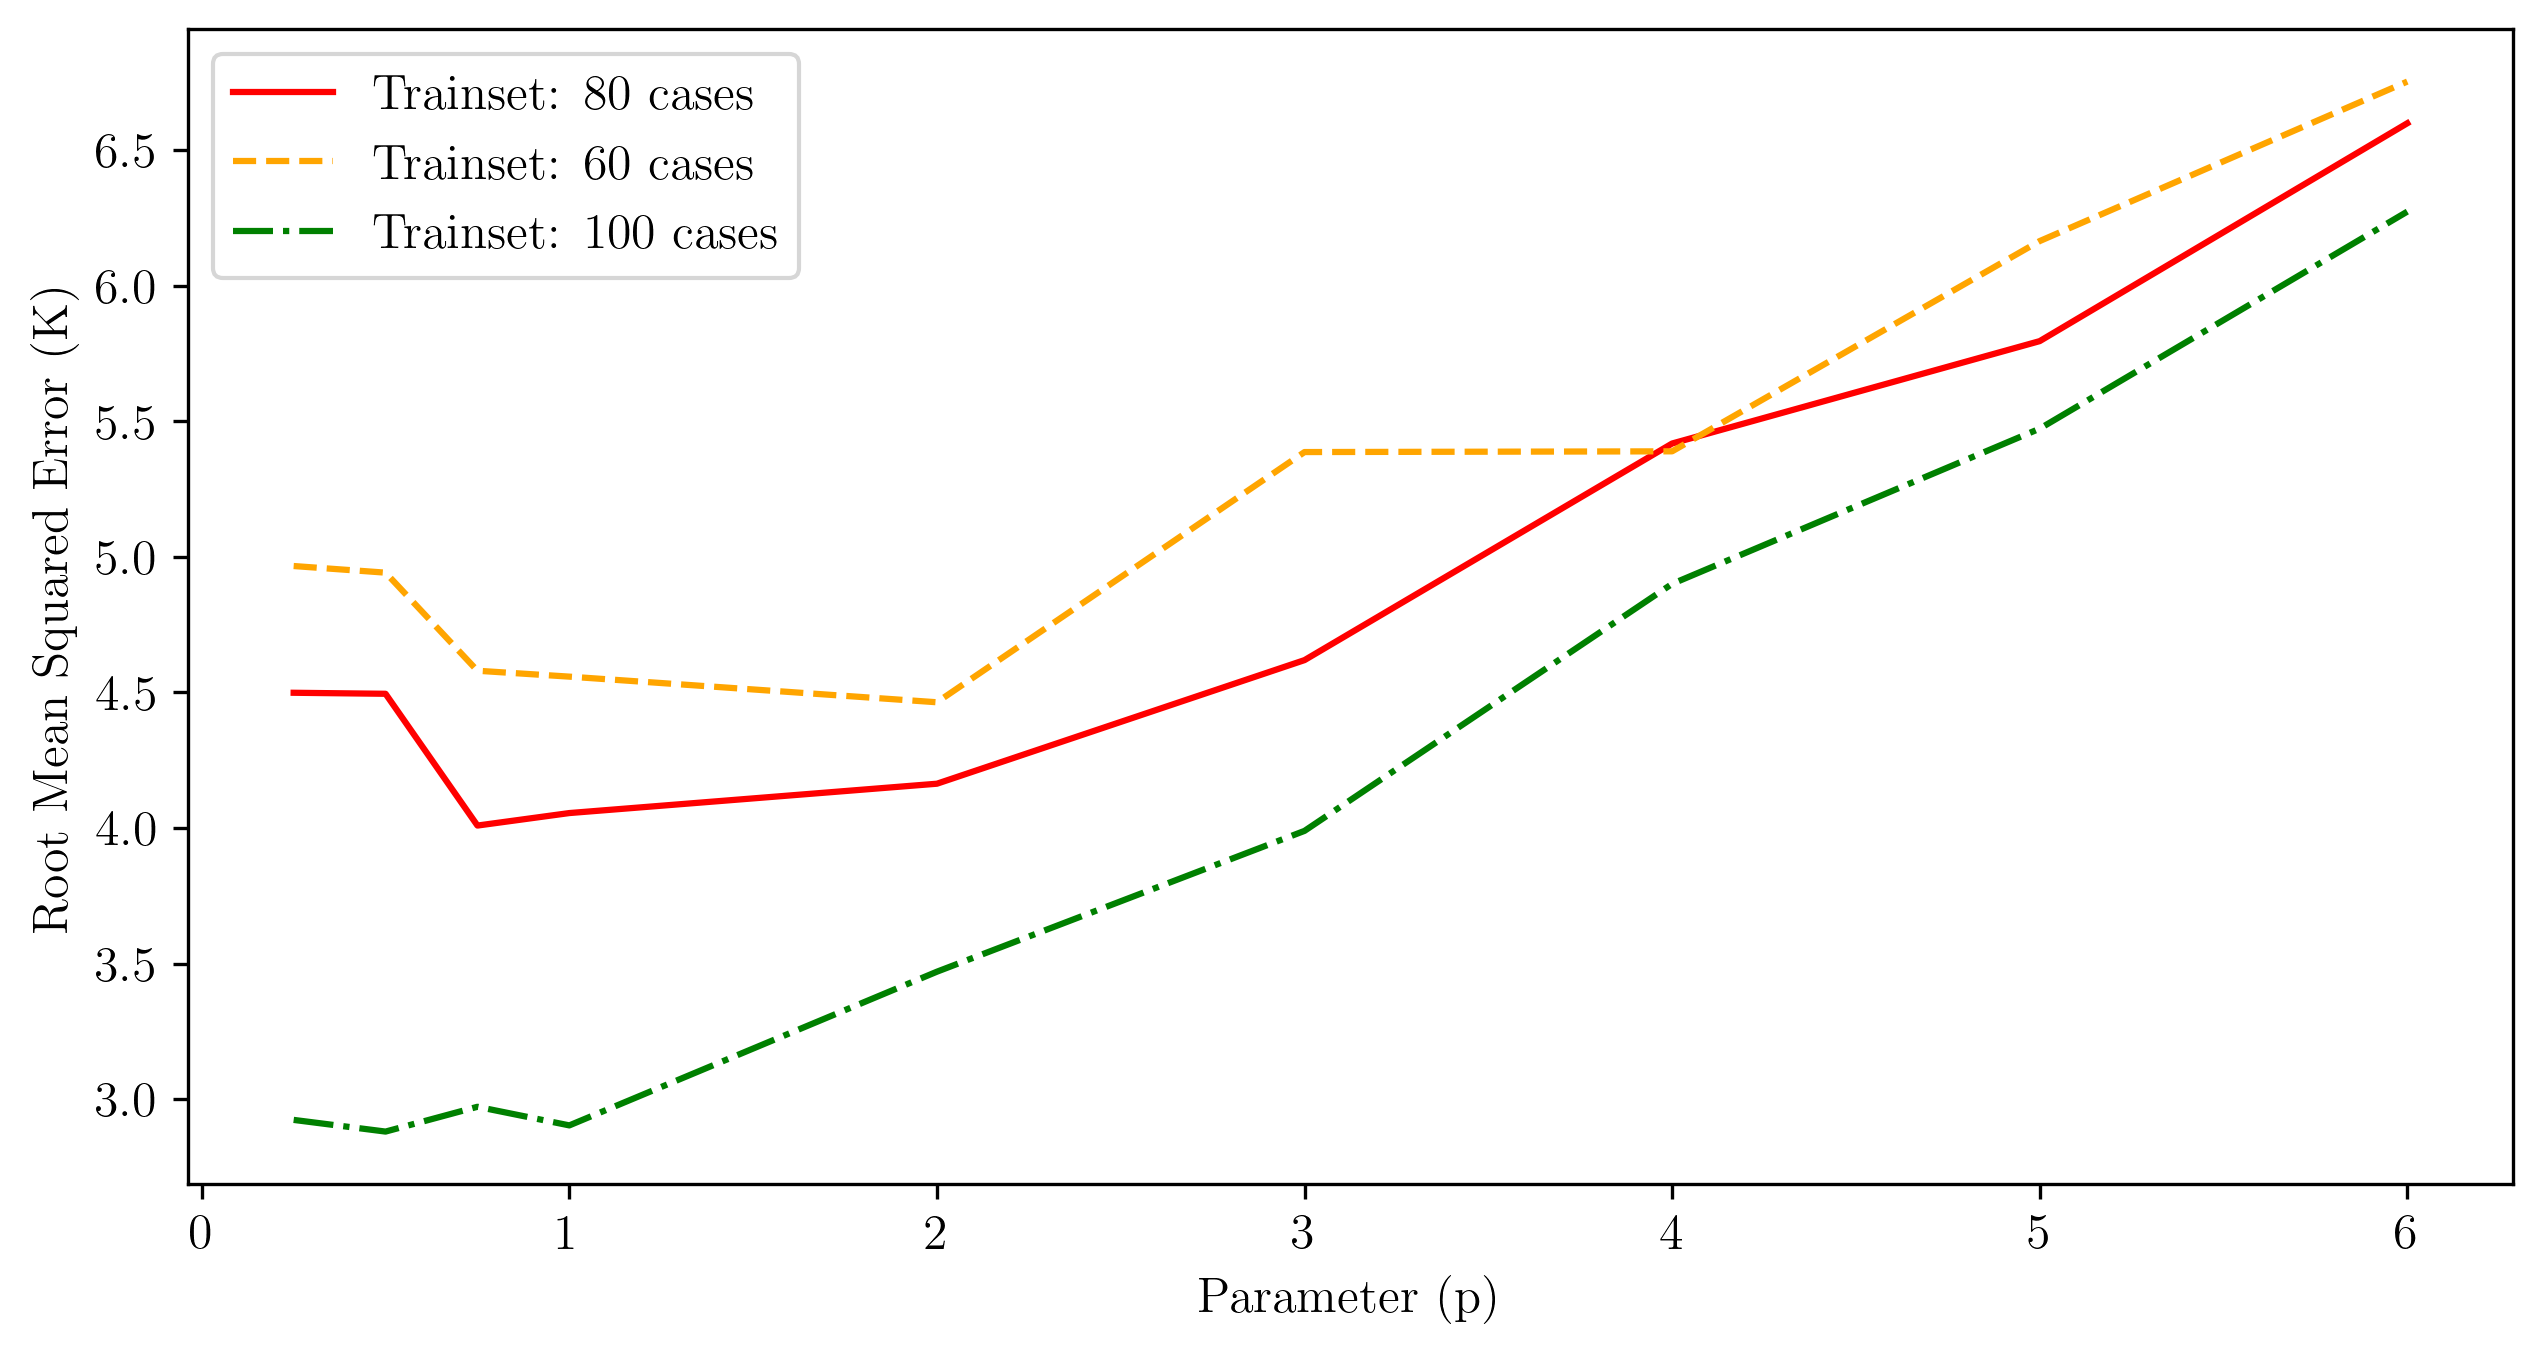 Trainset: 80 cases
Trainset: 60 cases
Trainset: 100 cases
Root Mean Squared Error (K)
6.5
6.0
5.5
5.0
4.5
4.0
3.5
3.0
0 1 2 3 4 5 6
Parameter (p)